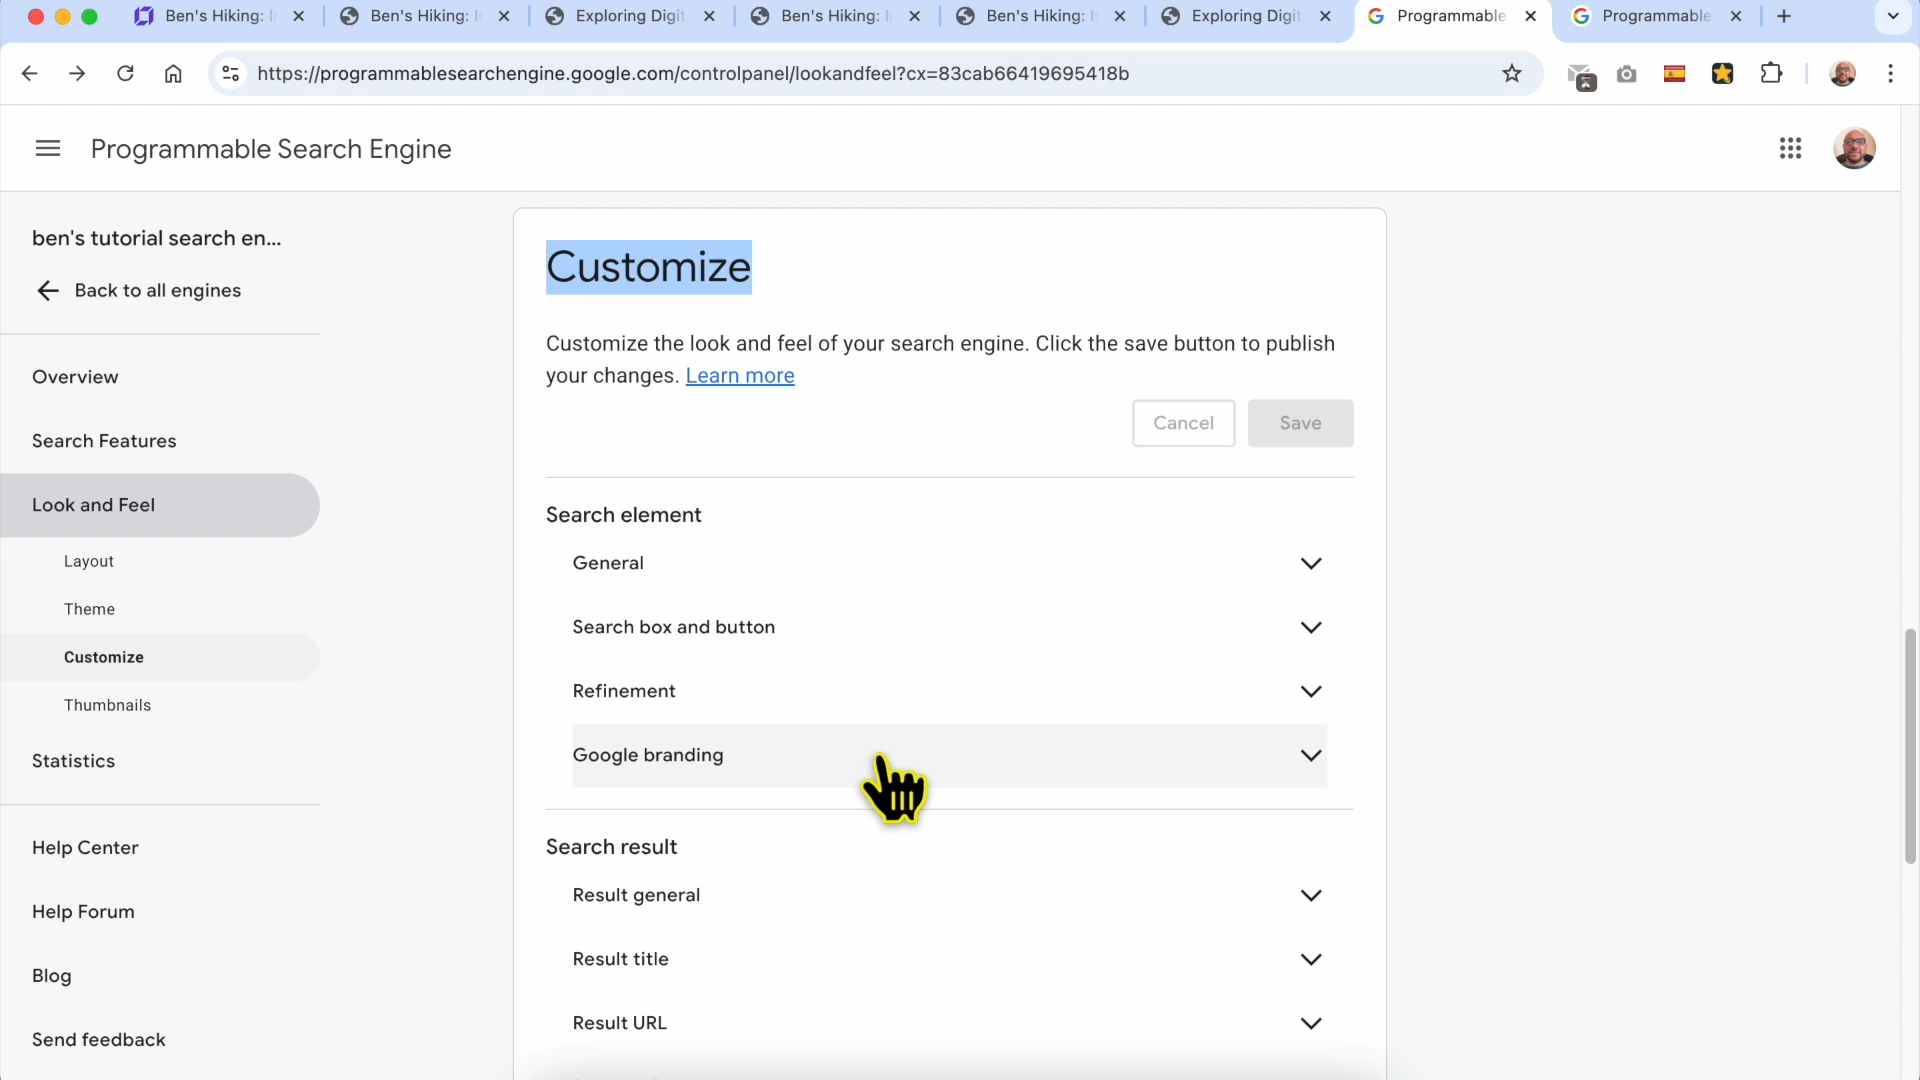 Ben's Hiking: I
Ben's Hiking: I
Exploring Digit
Ben's Hiking: I
Ben's Hiking: I
Exploring Digit
Programmable
Programmable
https://programmablesearchengine.google.com/controlpanel/lookandfeel?cx=83cab66419695418b
Programmable Search Engine
ben's tutorial search en...
Back to all engines
Overview
Search Features
Look and Feel
Layout
Theme
Customize
Thumbnails
Statistics
Help Center
Help Forum
Blog
Send feedback
Customize
Customize the look and feel of your search engine. Click the save button to publish
your changes. Learn more
Cancel
Save
Search element
General
Search box and button
Refinement
Google branding
Search result
Result general
Result title
Result URL